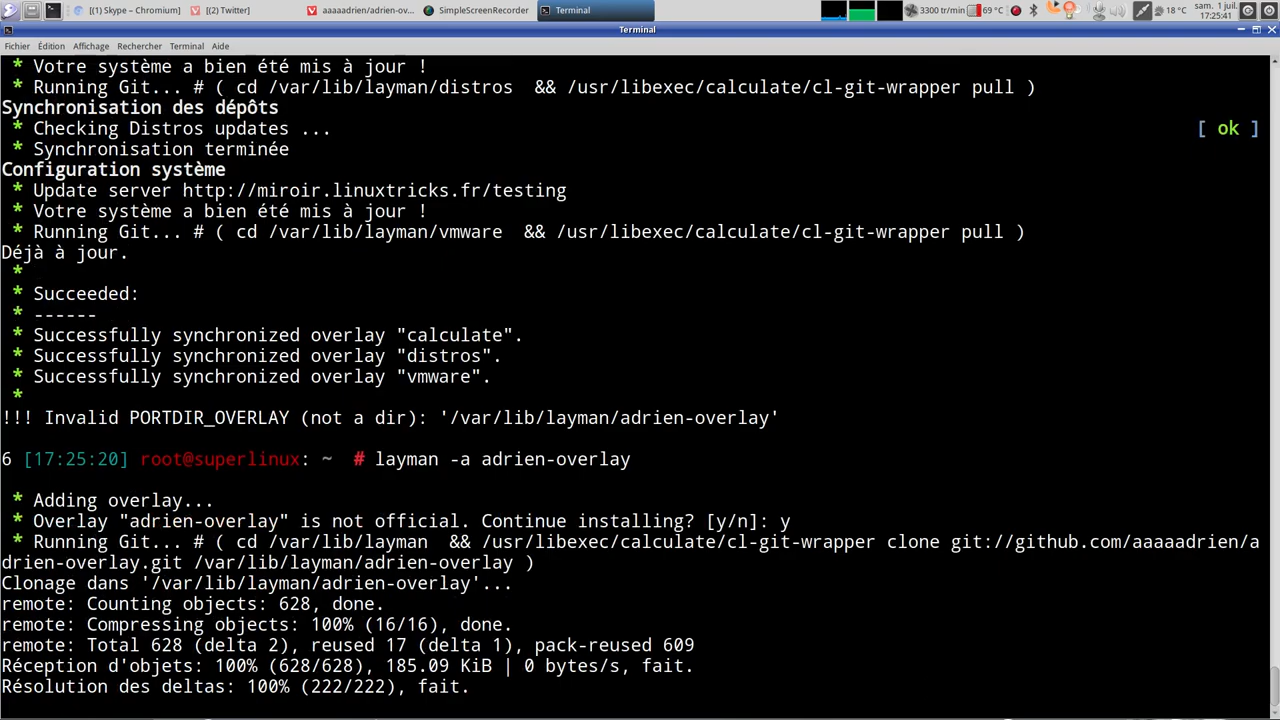 [(1) Skype – Chromium]
[(2) Twitter]
aaaaadrien/adrien-ov...
SimpleScreenRecorder
Terminal
3300 tr/min
69 °C
18 °C
sam. 1 juil.
17:25:41
Terminal
Fichier Édition Affichage Rechercher Terminal Aide
* Votre système a bien été mis à jour !
* Running Git... # ( cd /var/lib/layman/distros  && /usr/libexec/calculate/cl-git-wrapper pull )
Synchronisation des dépôts
* Checking Distros updates ... [ ok ]
* Synchronisation terminée
Configuration système
* Update server http://miroir.linuxtricks.fr/testing
* Votre système a bien été mis à jour !
* Running Git... # ( cd /var/lib/layman/vmware  && /usr/libexec/calculate/cl-git-wrapper pull )
Déjà à jour.
*
* Succeeded:
* ------
* Successfully synchronized overlay "calculate".
* Successfully synchronized overlay "distros".
* Successfully synchronized overlay "vmware".
*
!!! Invalid PORTDIR_OVERLAY (not a dir): '/var/lib/layman/adrien-overlay'
6 [17:25:20] root@superlinux: ~  # layman -a adrien-overlay
* Adding overlay...
* Overlay "adrien-overlay" is not official. Continue installing? [y/n]: y
* Running Git... # ( cd /var/lib/layman  && /usr/libexec/calculate/cl-git-wrapper clone git://github.com/aaaaadrien/a
drien-overlay.git /var/lib/layman/adrien-overlay )
Clonage dans '/var/lib/layman/adrien-overlay'...
remote: Counting objects: 628, done.
remote: Compressing objects: 100% (16/16), done.
remote: Total 628 (delta 2), reused 17 (delta 1), pack-reused 609
Réception d'objets: 100% (628/628), 185.09 KiB | 0 bytes/s, fait.
Résolution des deltas: 100% (222/222), fait.